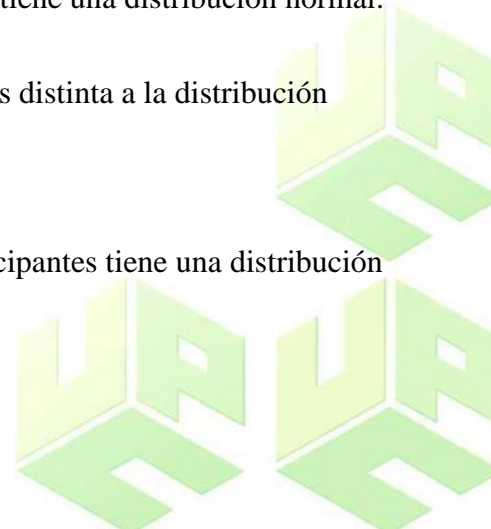 tiene una distribución normal.
s distinta a la distribución
cipantes tiene una distribución